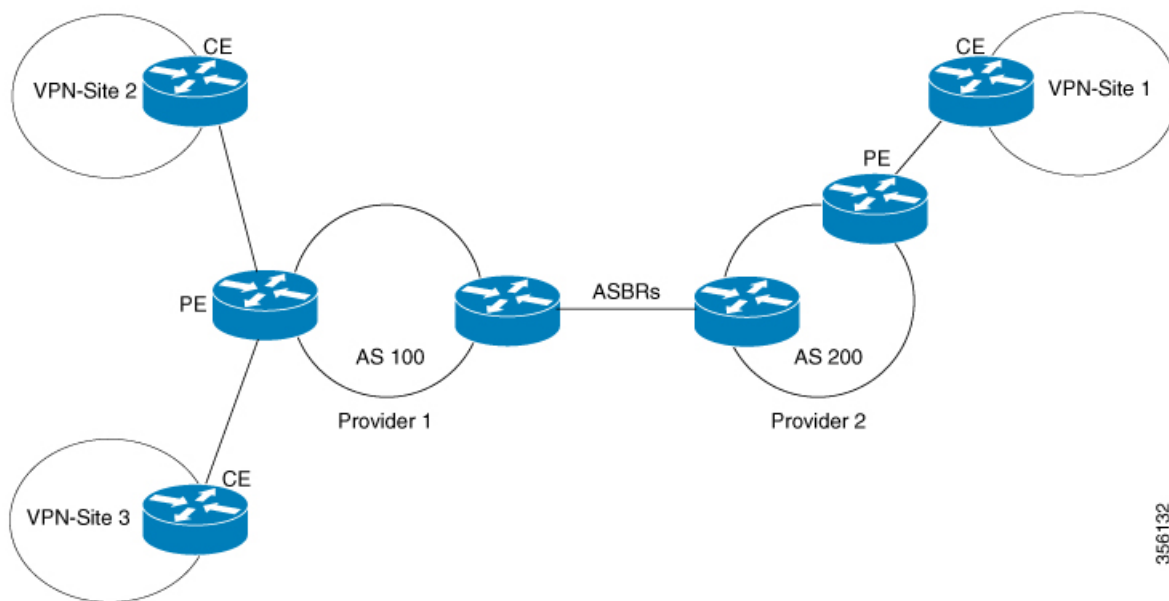 CE
VPN-Site 2
CE
VPN-Site 1
PE
PE
ASBRs
AS 100
AS 200
Provider 1
Provider 2
CE
VPN-Site 3
356132